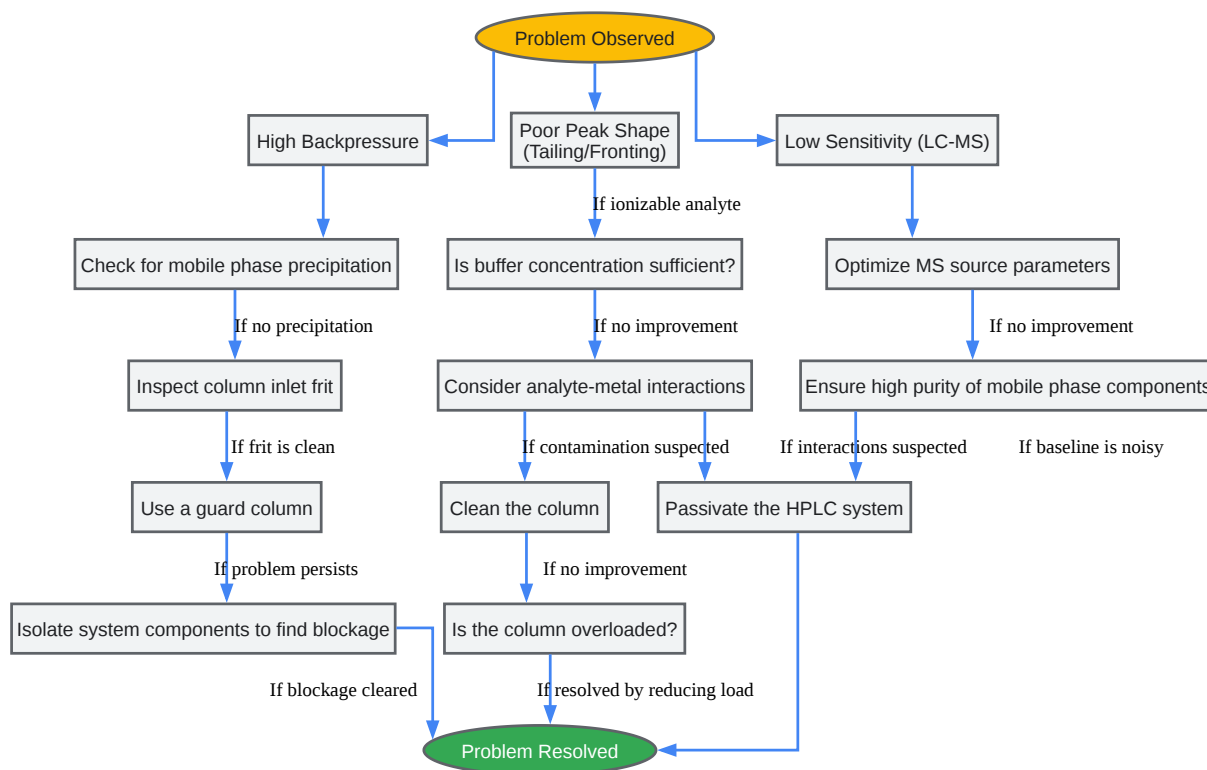 Problem Observed
High Backpressure
Poor Peak Shape
(Tailing/Fronting)
Low Sensitivity (LC-MS)
If ionizable analyte
Check for mobile phase precipitation
Is buffer concentration sufficient?
Optimize MS source parameters
If no precipitation
If no improvement
If no improvement
Inspect column inlet frit
Consider analyte-metal interactions
Ensure high purity of mobile phase components
If frit is clean
If contamination suspected
If interactions suspected
If baseline is noisy
Use a guard column
Clean the column
Passivate the HPLC system
If problem persists
If no improvement
Isolate system components to find blockage
Is the column overloaded?
If blockage cleared
If resolved by reducing load
Problem Resolved